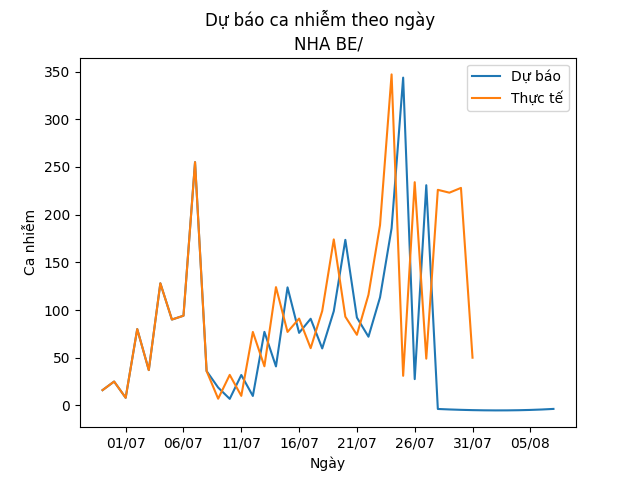 Dự báo ca nhiễm theo ngày
NHA BE/
Dự báo
Thực tế
Ca nhiễm
350
300
250
200
150
100
50
0
01/07 06/07 11/07 16/07 21/07 26/07 31/07 05/08
Ngày